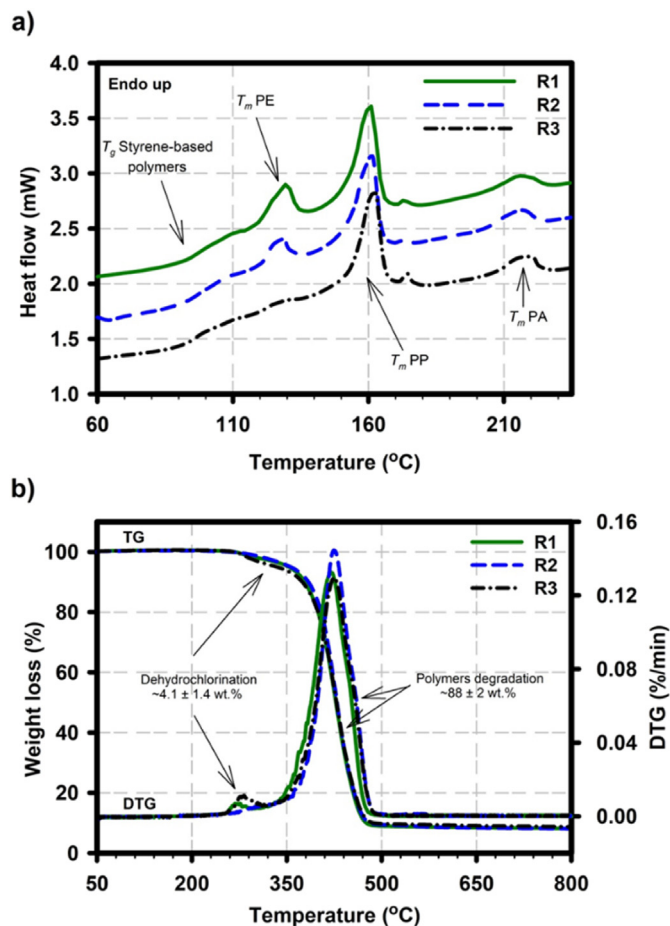 a)
4.0
Endo up
R1
R2
R3
3.5
Tm PE
Tg Styrene-based
polymers
3.0
2.5
2.0
1.5
1.0
Heat flow (mW)
Tm PP
Tm PA
60
110
160
210
Temperature (°C)
b)
TG
100
80
60
40
20
0
Weight loss (%)
R1
R2
R3
0.16
0.12
0.08
0.04
0.00
DTG (%/min)
Dehydrochlorination
~4.1 ± 1.4 wt.%
Polymers degradation
~88 ± 2 wt.%
DTG
50
200
350
500
650
800
Temperature (°C)